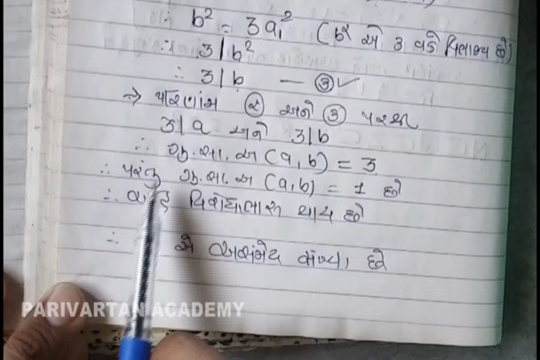 ∴ b² = 3a₁² (b² એ 3 વડે વિભાજ્ય છે)
∴ 3|b²
∴ 3|b — ③✓
⇒ પરિણામ ② અને ③ પરથી
3|a અને 3|b
∴ ગુ.સા.અ (a,b) = 3
∴ પરંતુ ગુ.સા.અ (a,b) = 1 છે
∴ વિરોધાભાસ થાય છે
∴ એ અસંમેય સંખ્યા છે
PARIVARTAN ACADEMY